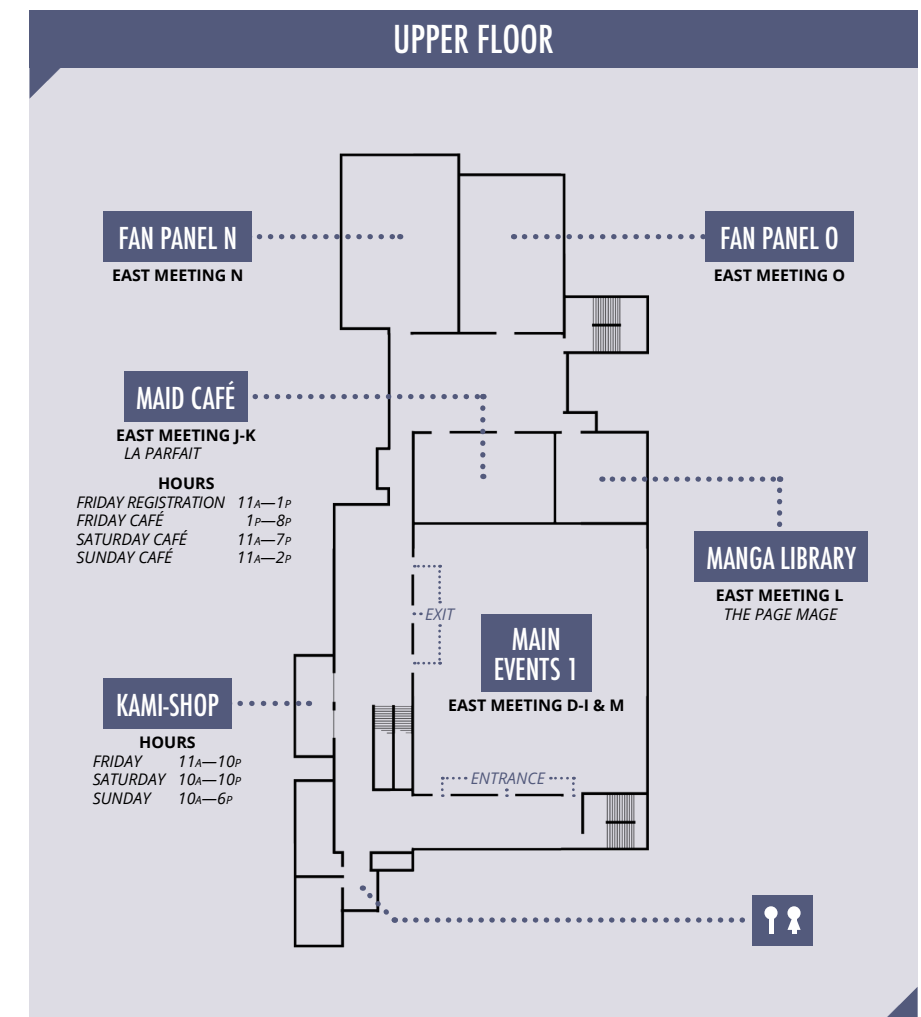 UPPER FLOOR
FAN PANEL N
EAST MEETING N
FAN PANEL O
EAST MEETING O
MAID CAFÉ
EAST MEETING J-K
LA PARFAIT
HOURS
FRIDAY REGISTRATION 11A—1P
FRIDAY CAFÉ 1P—8P
SATURDAY CAFÉ 11A—7P
SUNDAY CAFÉ 11A—2P
MANGA LIBRARY
EAST MEETING L
THE PAGE MAGE
EXIT
MAIN
EVENTS 1
EAST MEETING D-I & M
KAMI-SHOP
HOURS
FRIDAY 11A—10P
SATURDAY 10A—10P
SUNDAY 10A—6P
ENTRANCE